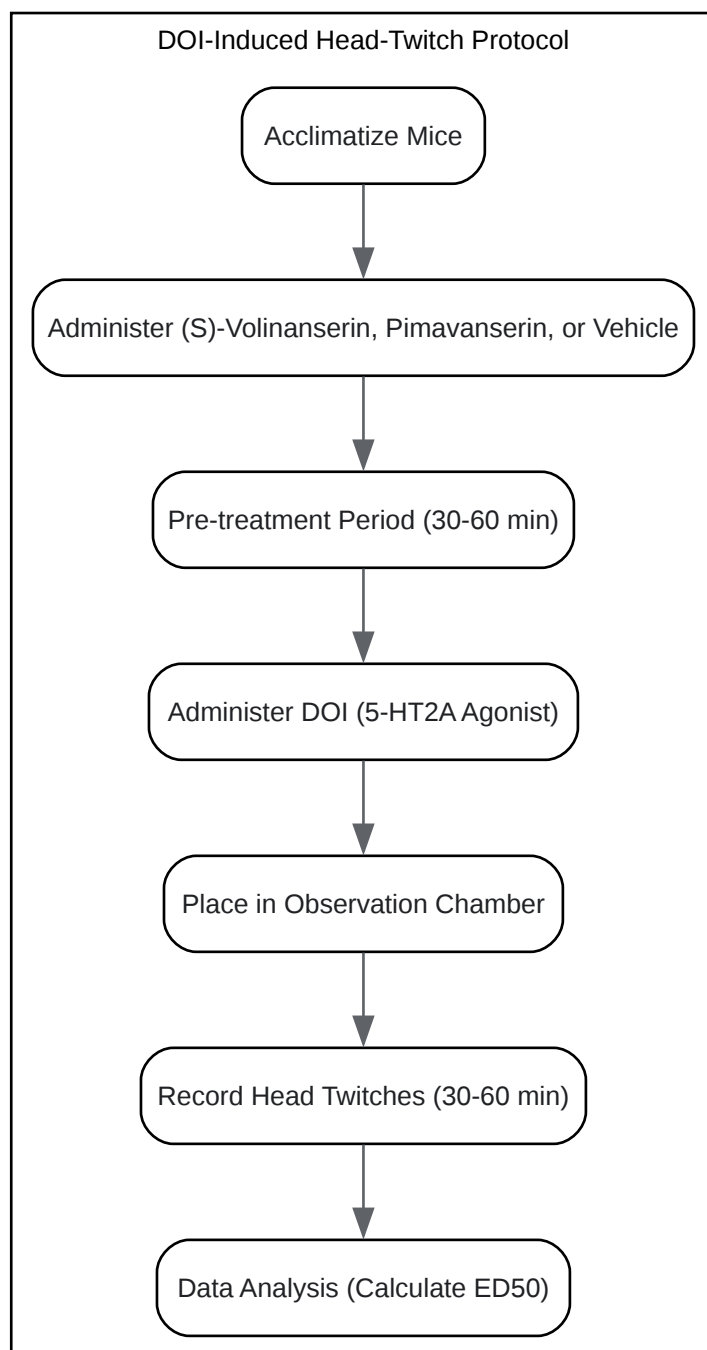 DOI-Induced Head-Twitch Protocol
Acclimatize Mice
Administer (S)-Volinanserin, Pimavanserin, or Vehicle
Pre-treatment Period (30-60 min)
Administer DOI (5-HT2A Agonist)
Place in Observation Chamber
Record Head Twitches (30-60 min)
Data Analysis (Calculate ED50)